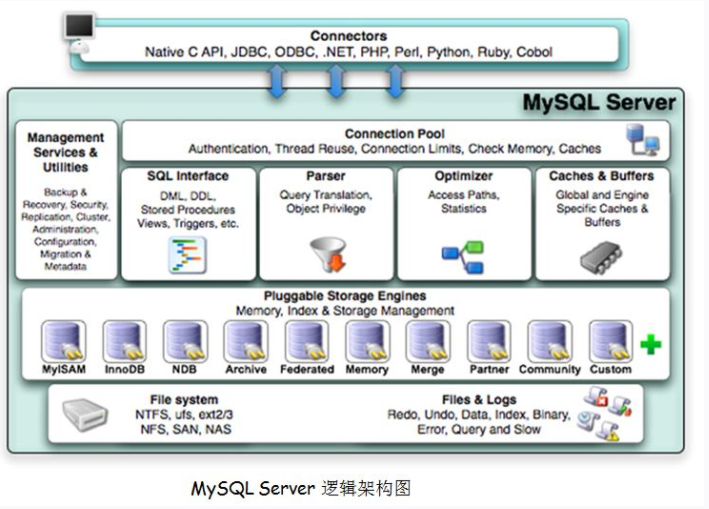 Connectors
Native C API, JDBC, ODBC, .NET, PHP, Perl, Python, Ruby, Cobol
MySQL Server
Management
Services &
Utilities
Backup &
Recovery, Security,
Replication, Cluster,
Administration,
Configuration,
Migration &
Metadata
Connection Pool
Authentication, Thread Reuse, Connection Limits, Check Memory, Caches
SQL Interface
DML, DDL,
Stored Procedures
Views, Triggers, etc.
Parser
Query Translation,
Object Privilege
Optimizer
Access Paths,
Statistics
Caches & Buffers
Global and Engine
Specific Caches &
Buffers
Pluggable Storage Engines
Memory, Index & Storage Management
MyISAM
InnoDB
NDB
Archive
Federated
Memory
Merge
Partner
Community
Custom
File system
NTFS, ufs, ext2/3
NFS, SAN, NAS
Files & Logs
Redo, Undo, Data, Index, Binary,
Error, Query and Slow
MySQL Server 逻辑架构图